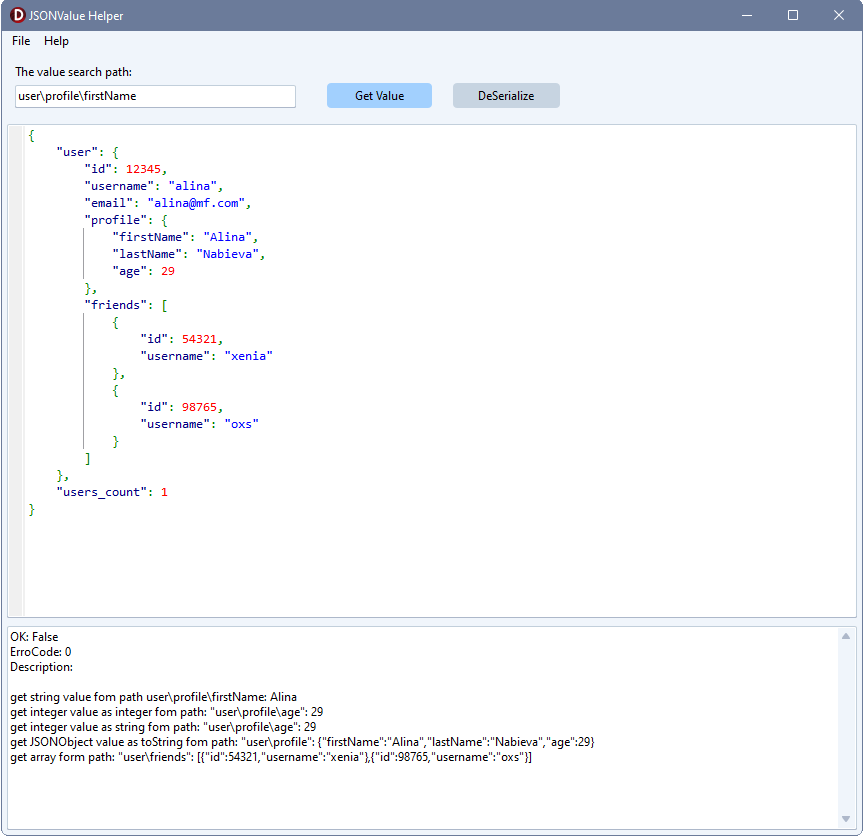 D JSONValue Helper
File Help
The value search path:
user\profile\firstName Get Value DeSerialize
{
    "user": {
        "id": 12345,
        "username": "alina",
        "email": "alina@mf.com",
        "profile": {
            "firstName": "Alina",
            "lastName": "Nabieva",
            "age": 29
        },
        "friends": [
            {
                "id": 54321,
                "username": "xenia"
            },
            {
                "id": 98765,
                "username": "oxs"
            }
        ]
    },
    "users_count": 1
}
OK: False
ErroCode: 0
Description:
get string value fom path user\profile\firstName: Alina
get integer value as integer fom path: "user\profile\age": 29
get integer value as string fom path: "user\profile\age": 29
get JSONObject value as toString fom path: "user\profile": {"firstName":"Alina","lastName":"Nabieva","age":29}
get array form path: "user\friends": [{"id":54321,"username":"xenia"},{"id":98765,"username":"oxs"}]